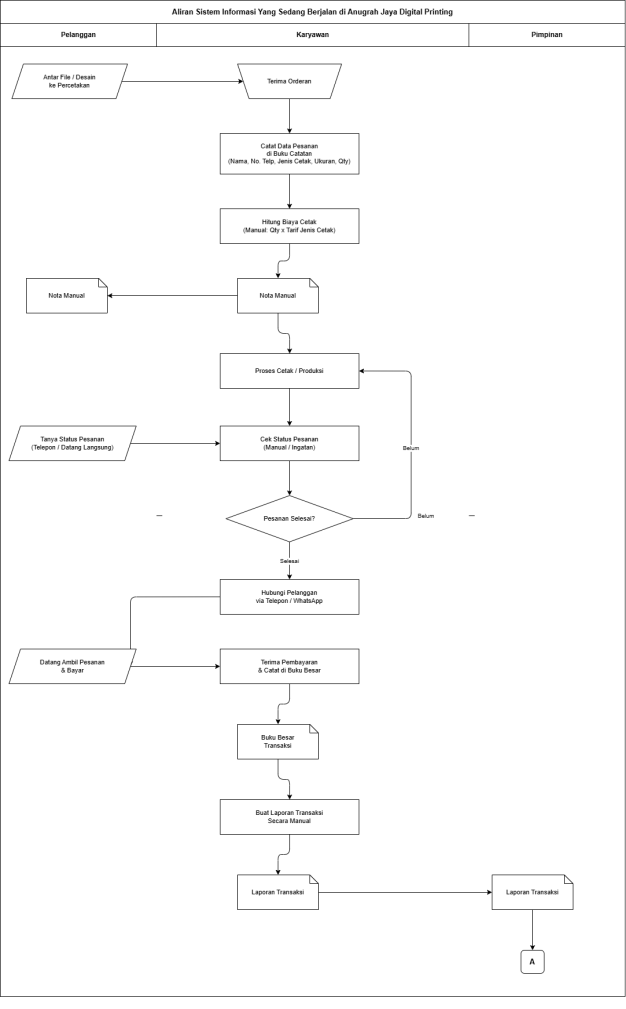 Aliran Sistem Informasi Yang Sedang Berjalan di Anugrah Jaya Digital Printing
Pelanggan
Karyawan
Pimpinan
Antar File / Desain
ke Percetakan
Terima Orderan
Catat Data Pesanan
di Buku Catatan
(Nama, No. Telp, Jenis Cetak, Ukuran, Qty)
Hitung Biaya Cetak
(Manual: Qty x Tarif Jenis Cetak)
Nota Manual
Nota Manual
Proses Cetak / Produksi
Tanya Status Pesanan
(Telepon / Datang Langsung)
Cek Status Pesanan
(Manual / Ingatan)
Belum
Pesanan Selesai?
Belum
Selesai
Hubungi Pelanggan
via Telepon / WhatsApp
Datang Ambil Pesanan
& Bayar
Terima Pembayaran
& Catat di Buku Besar
Buku Besar
Transaksi
Buat Laporan Transaksi
Secara Manual
Laporan Transaksi
Laporan Transaksi
A